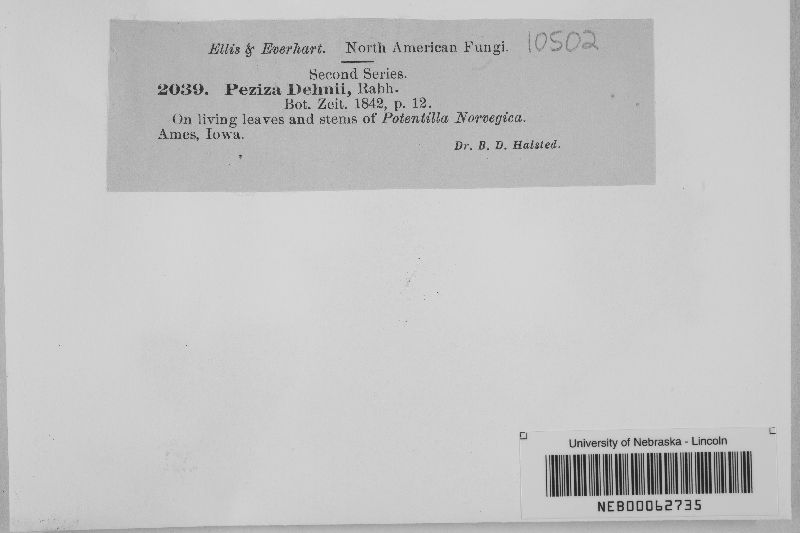 Ellis & Everhart. North American Fungi. 10502
Second Series.
2039. Peziza Dehnii, Rabh.
Bot. Zeit. 1842, p. 12.
On living leaves and stems of Potentilla Norvegica.
Ames, Iowa.
Dr. B. D. Halsted.
University of Nebraska - Lincoln
NEB00062735